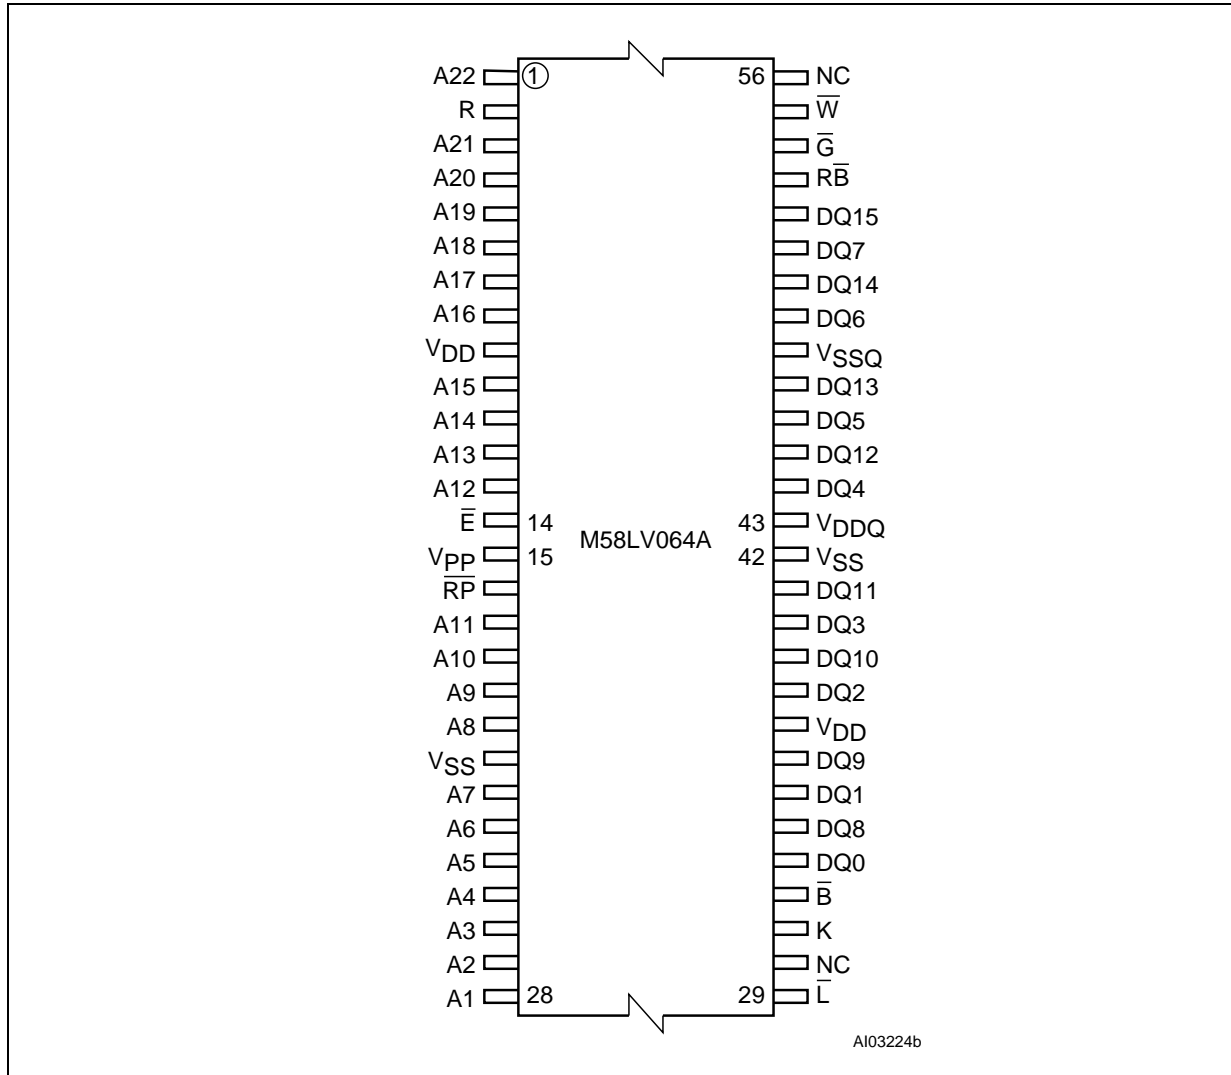 A22 1 56 NC
R W̅
A21 G̅
A20 RB̅
A19 DQ15
A18 DQ7
A17 DQ14
A16 DQ6
VDD VSSQ
A15 DQ13
A14 DQ5
A13 DQ12
A12 DQ4
E̅ 14 43 VDDQ
M58LV064A
VPP 15 42 VSS
R̅P̅ DQ11
A11 DQ3
A10 DQ10
A9 DQ2
A8 VDD
VSS DQ9
A7 DQ1
A6 DQ8
A5 DQ0
A4 B̅
A3 K
A2 NC
A1 28 29 L̅
AI03224b